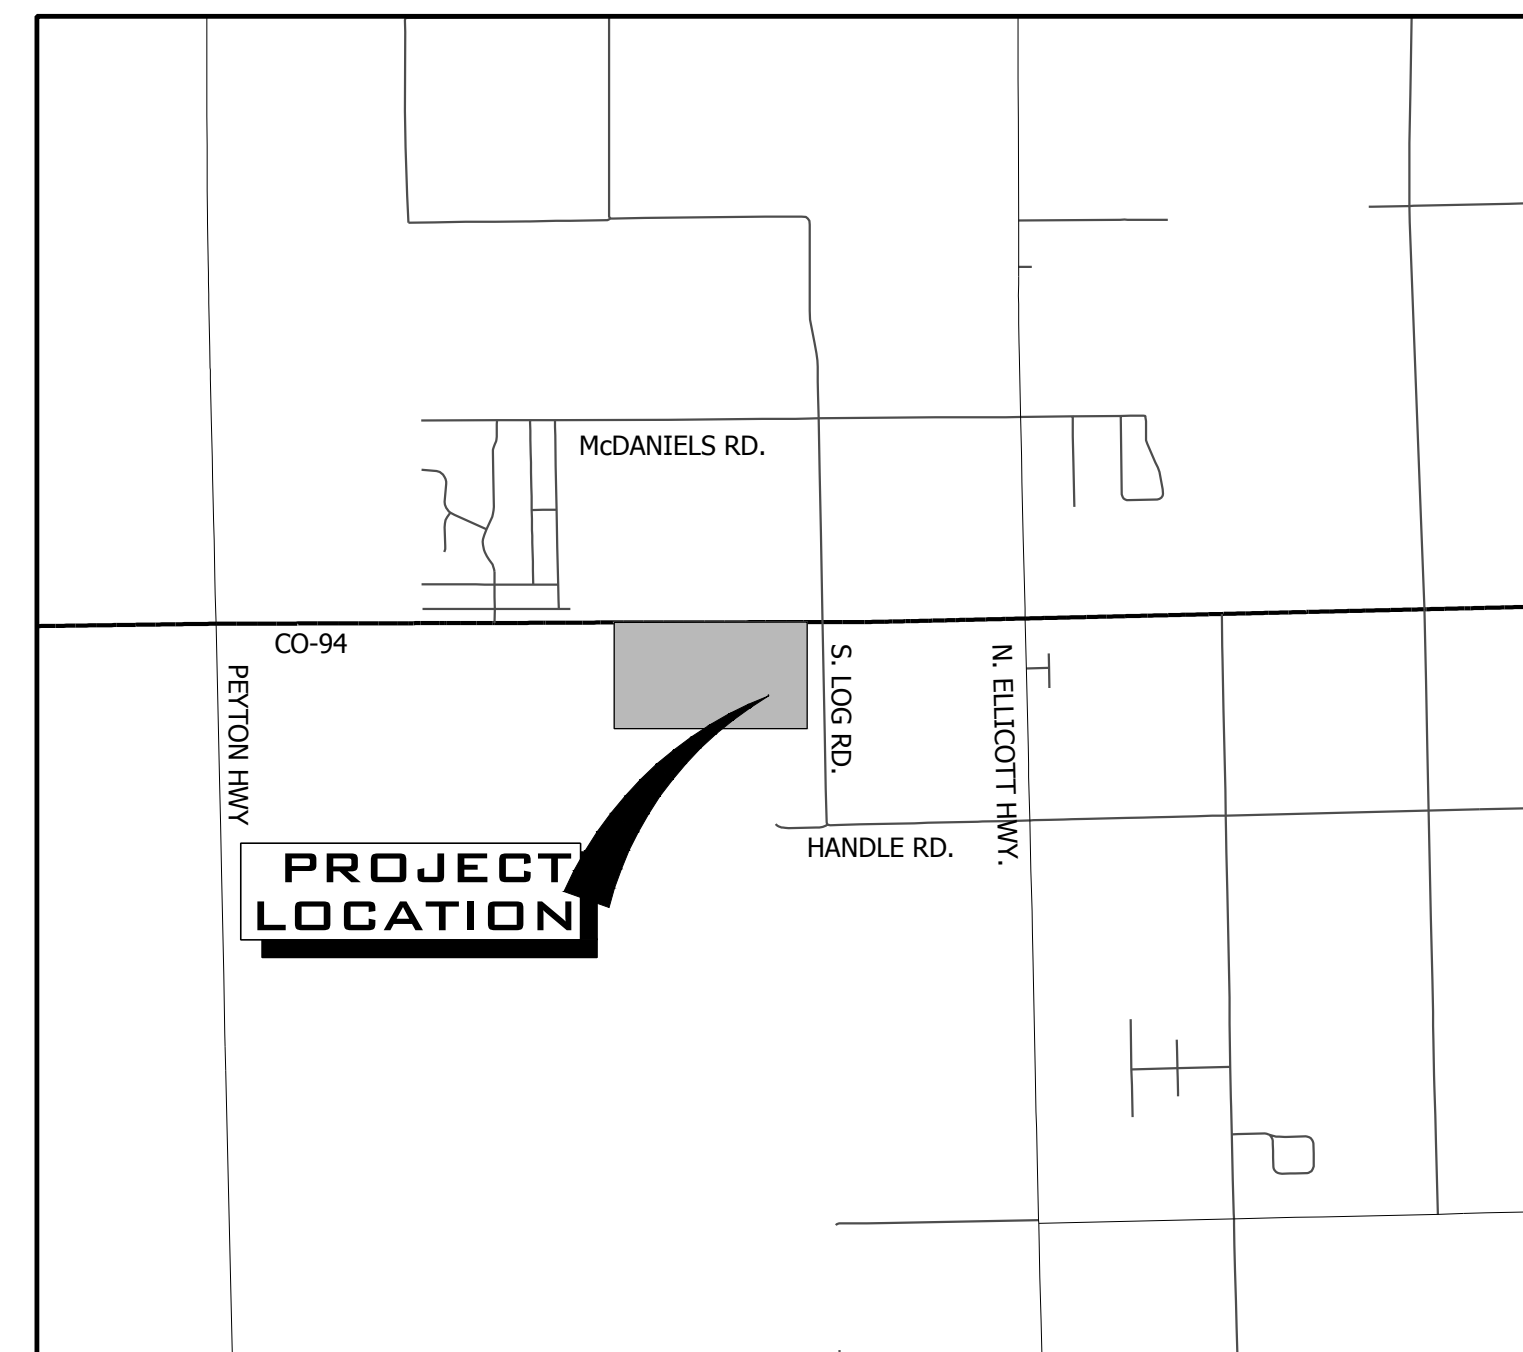 McDANIELS RD.
CO-94
PEYTON HWY
S. LOG RD.
N. ELLICOTT HWY.
HANDLE RD.
PROJECT
LOCATION